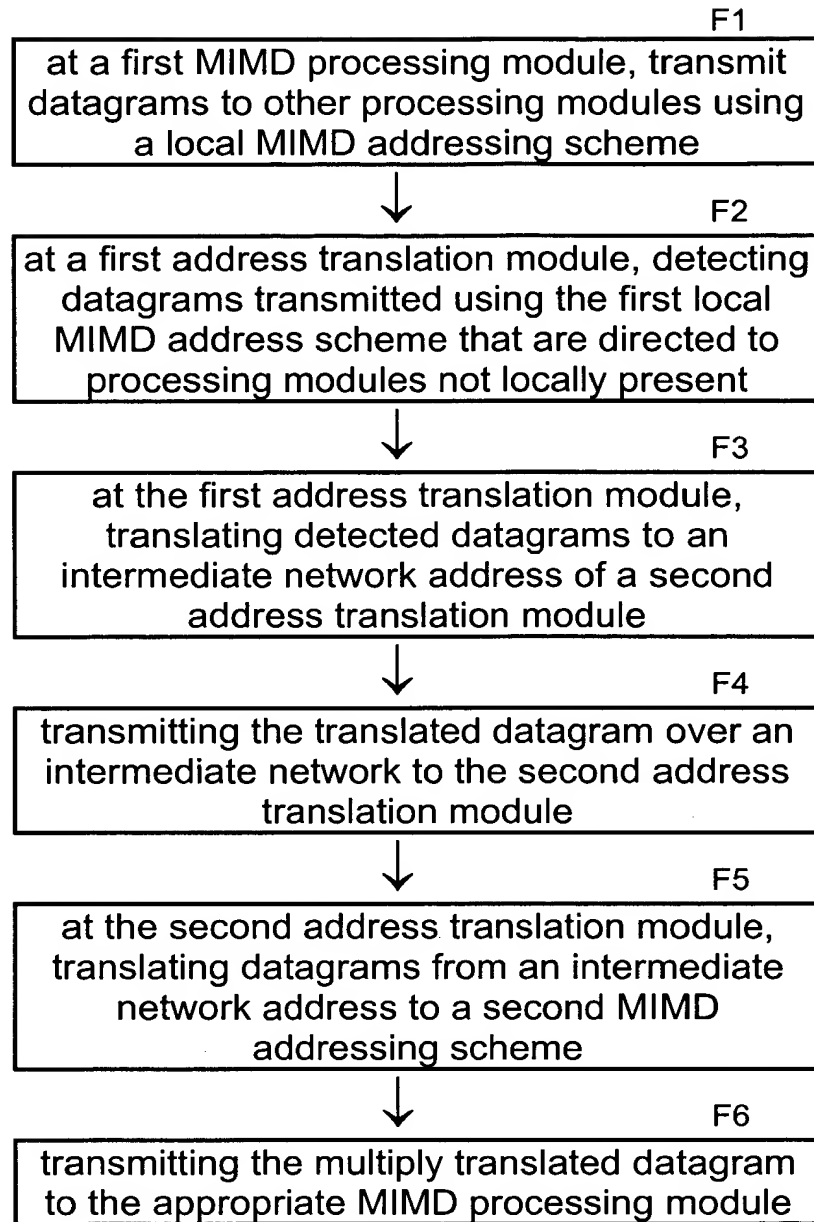 F1
at a first MIMD processing module, transmit
datagrams to other processing modules using
a local MIMD addressing scheme
F2
at a first address translation module, detecting
datagrams transmitted using the first local
MIMD address scheme that are directed to
processing modules not locally present
F3
at the first address translation module,
translating detected datagrams to an
intermediate network address of a second
address translation module
F4
transmitting the translated datagram over an
intermediate network to the second address
translation module
F5
at the second address translation module,
translating datagrams from an intermediate
network address to a second MIMD
addressing scheme
F6
transmitting the multiply translated datagram
to the appropriate MIMD processing module